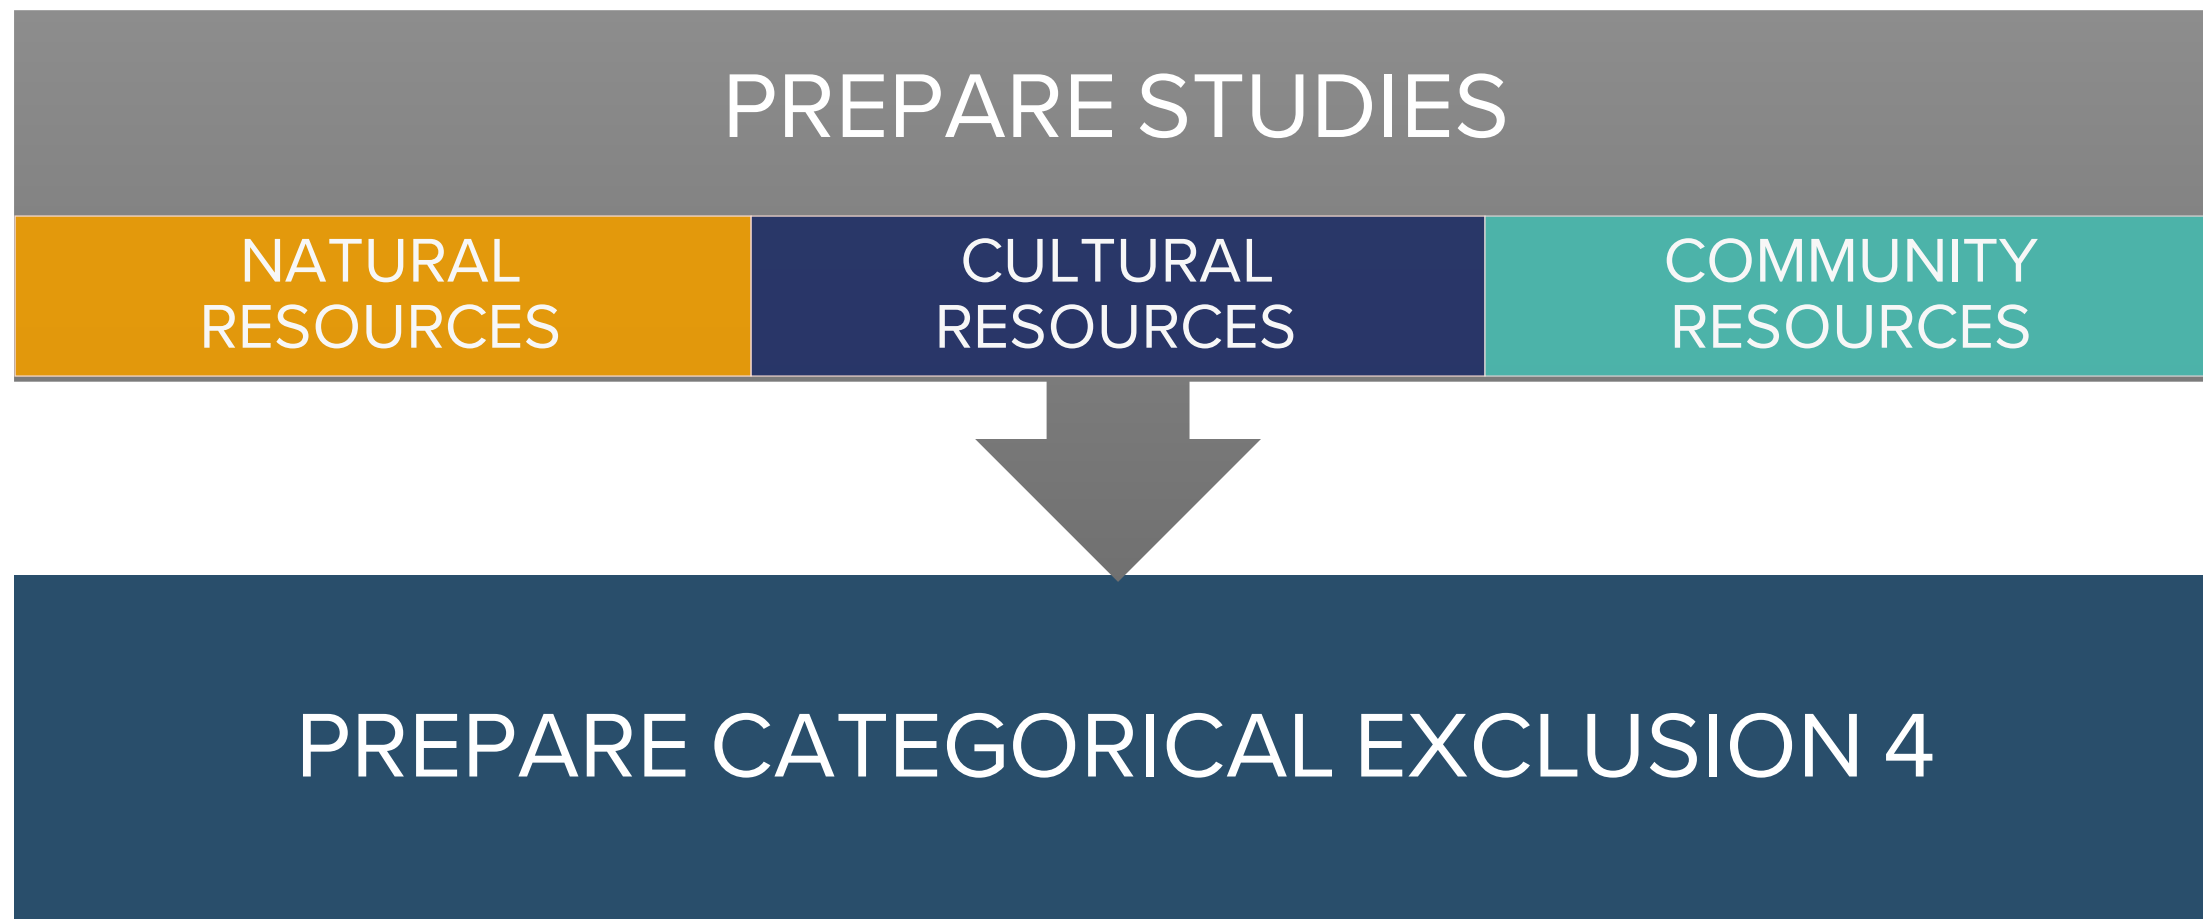 PREPARE STUDIES
NATURAL
RESOURCES
CULTURAL
RESOURCES
COMMUNITY
RESOURCES
PREPARE CATEGORICAL EXCLUSION 4